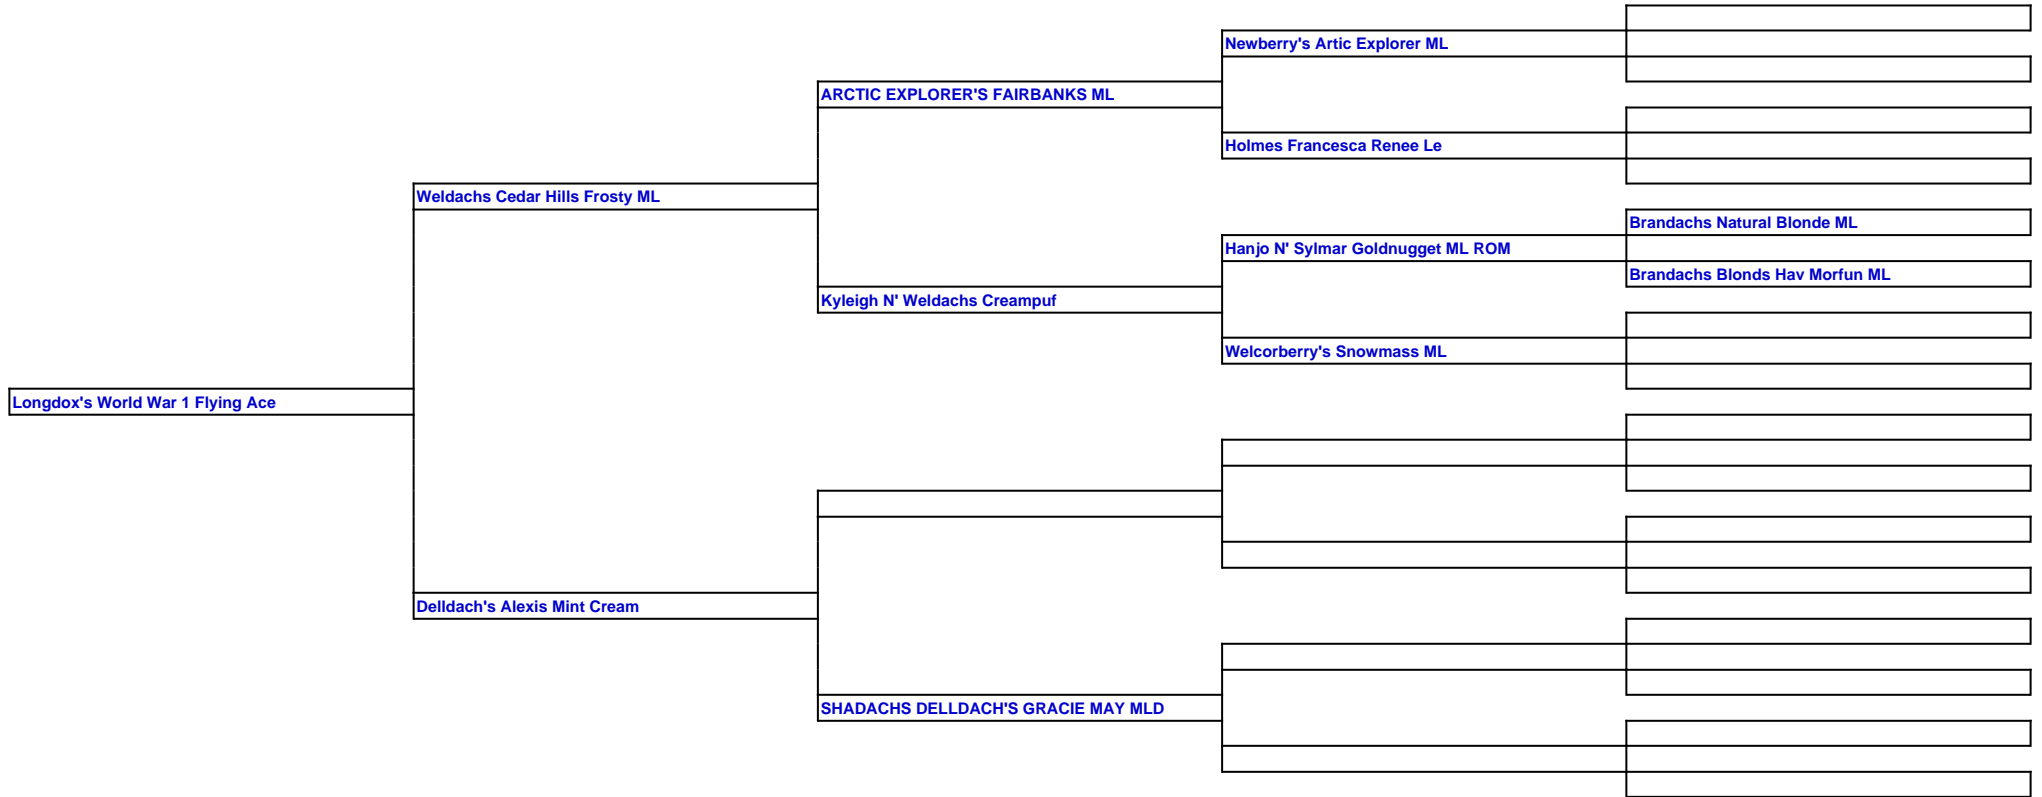 Newberry's Artic Explorer ML
ARCTIC EXPLORER'S FAIRBANKS ML
Holmes Francesca Renee Le
Weldachs Cedar Hills Frosty ML
Brandachs Natural Blonde ML
Hanjo N' Sylmar Goldnugget ML ROM
Brandachs Blonds Hav Morfun ML
Kyleigh N' Weldachs Creampuf
Welcorberry's Snowmass ML
Longdox's World War 1 Flying Ace
Delldach's Alexis Mint Cream
SHADACHS DELLDACH'S GRACIE MAY MLD